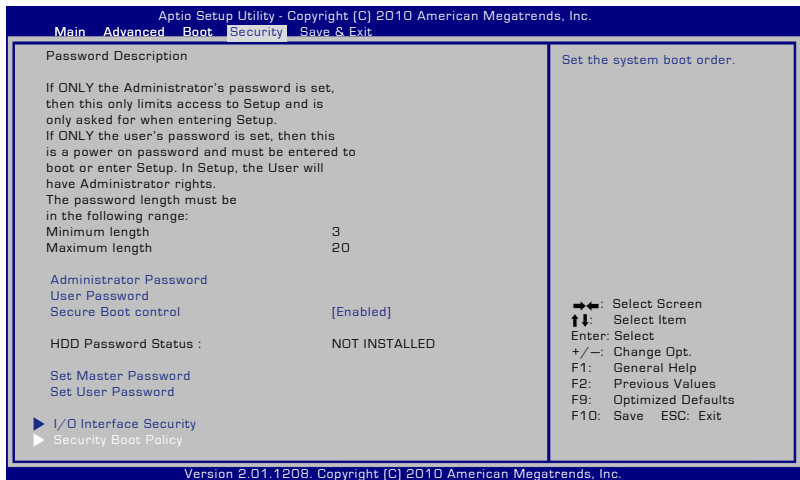 Aptio Setup Utility - Copyright (C) 2010 American Megatrends, Inc.
Main Advanced Boot Security Save & Exit
Password Description
If ONLY the Administrator's password is set,
then this only limits access to Setup and is
only asked for when entering Setup.
If ONLY the user's password is set, then this
is a power on password and must be entered to
boot or enter Setup. In Setup, the User will
have Administrator rights.
The password length must be
in the following range:
Minimum length 3
Maximum length 20
Administrator Password
User Password
Secure Boot control [Enabled]
HDD Password Status : NOT INSTALLED
Set Master Password
Set User Password
I/O Interface Security
Security Boot Policy
Set the system boot order.
→←: Select Screen
↑↓: Select Item
Enter: Select
+/—: Change Opt.
F1: General Help
F2: Previous Values
F9: Optimized Defaults
F10: Save ESC: Exit
Version 2.01.1208. Copyright (C) 2010 American Megatrends, Inc.